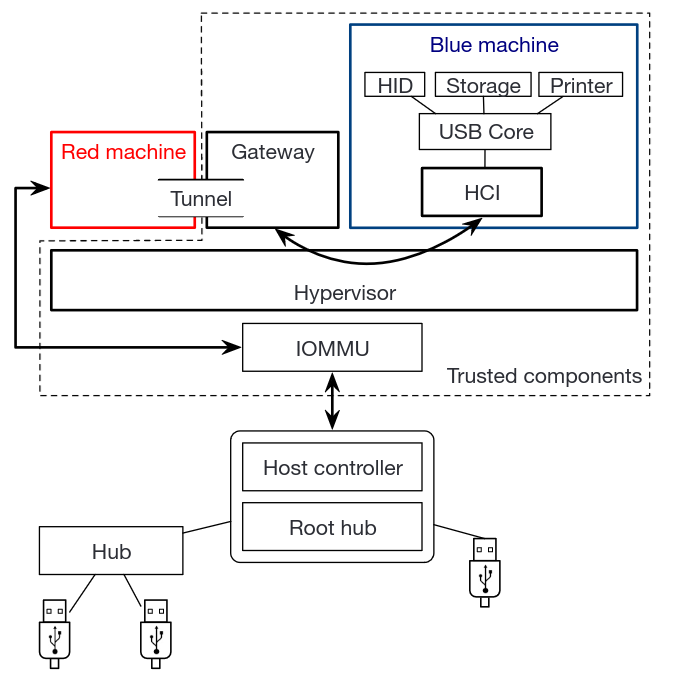 Blue machine
HID
Storage
Printer
USB Core
HCI
Red machine
Gateway
Tunnel
Hypervisor
IOMMU
Trusted components
Host controller
Root hub
Hub